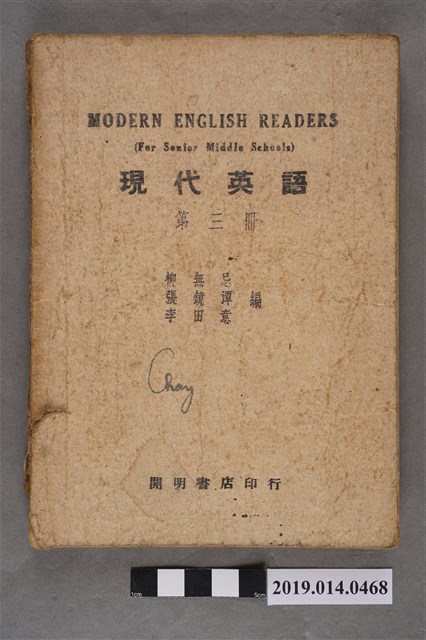 MODERN ENGLISH READERS
(For Senior Middle Schools)
現代英語
第三冊
柳無忌
張鏡潭 編
李田意
Chay
開明書店印行
1cm 5cm
2019.014.0468